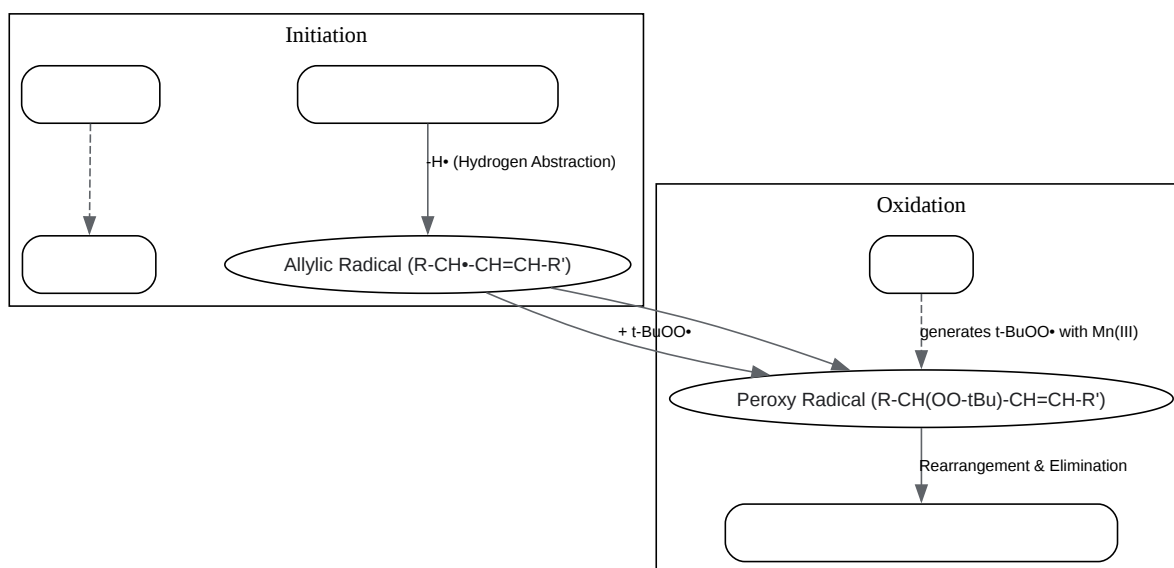 Initiation
-H• (Hydrogen Abstraction)
Allylic Radical (R-CH•-CH=CH-R')
+ t-BuOO•
Oxidation
generates t-BuOO• with Mn(III)
Peroxy Radical (R-CH(OO-tBu)-CH=CH-R')
Rearrangement & Elimination